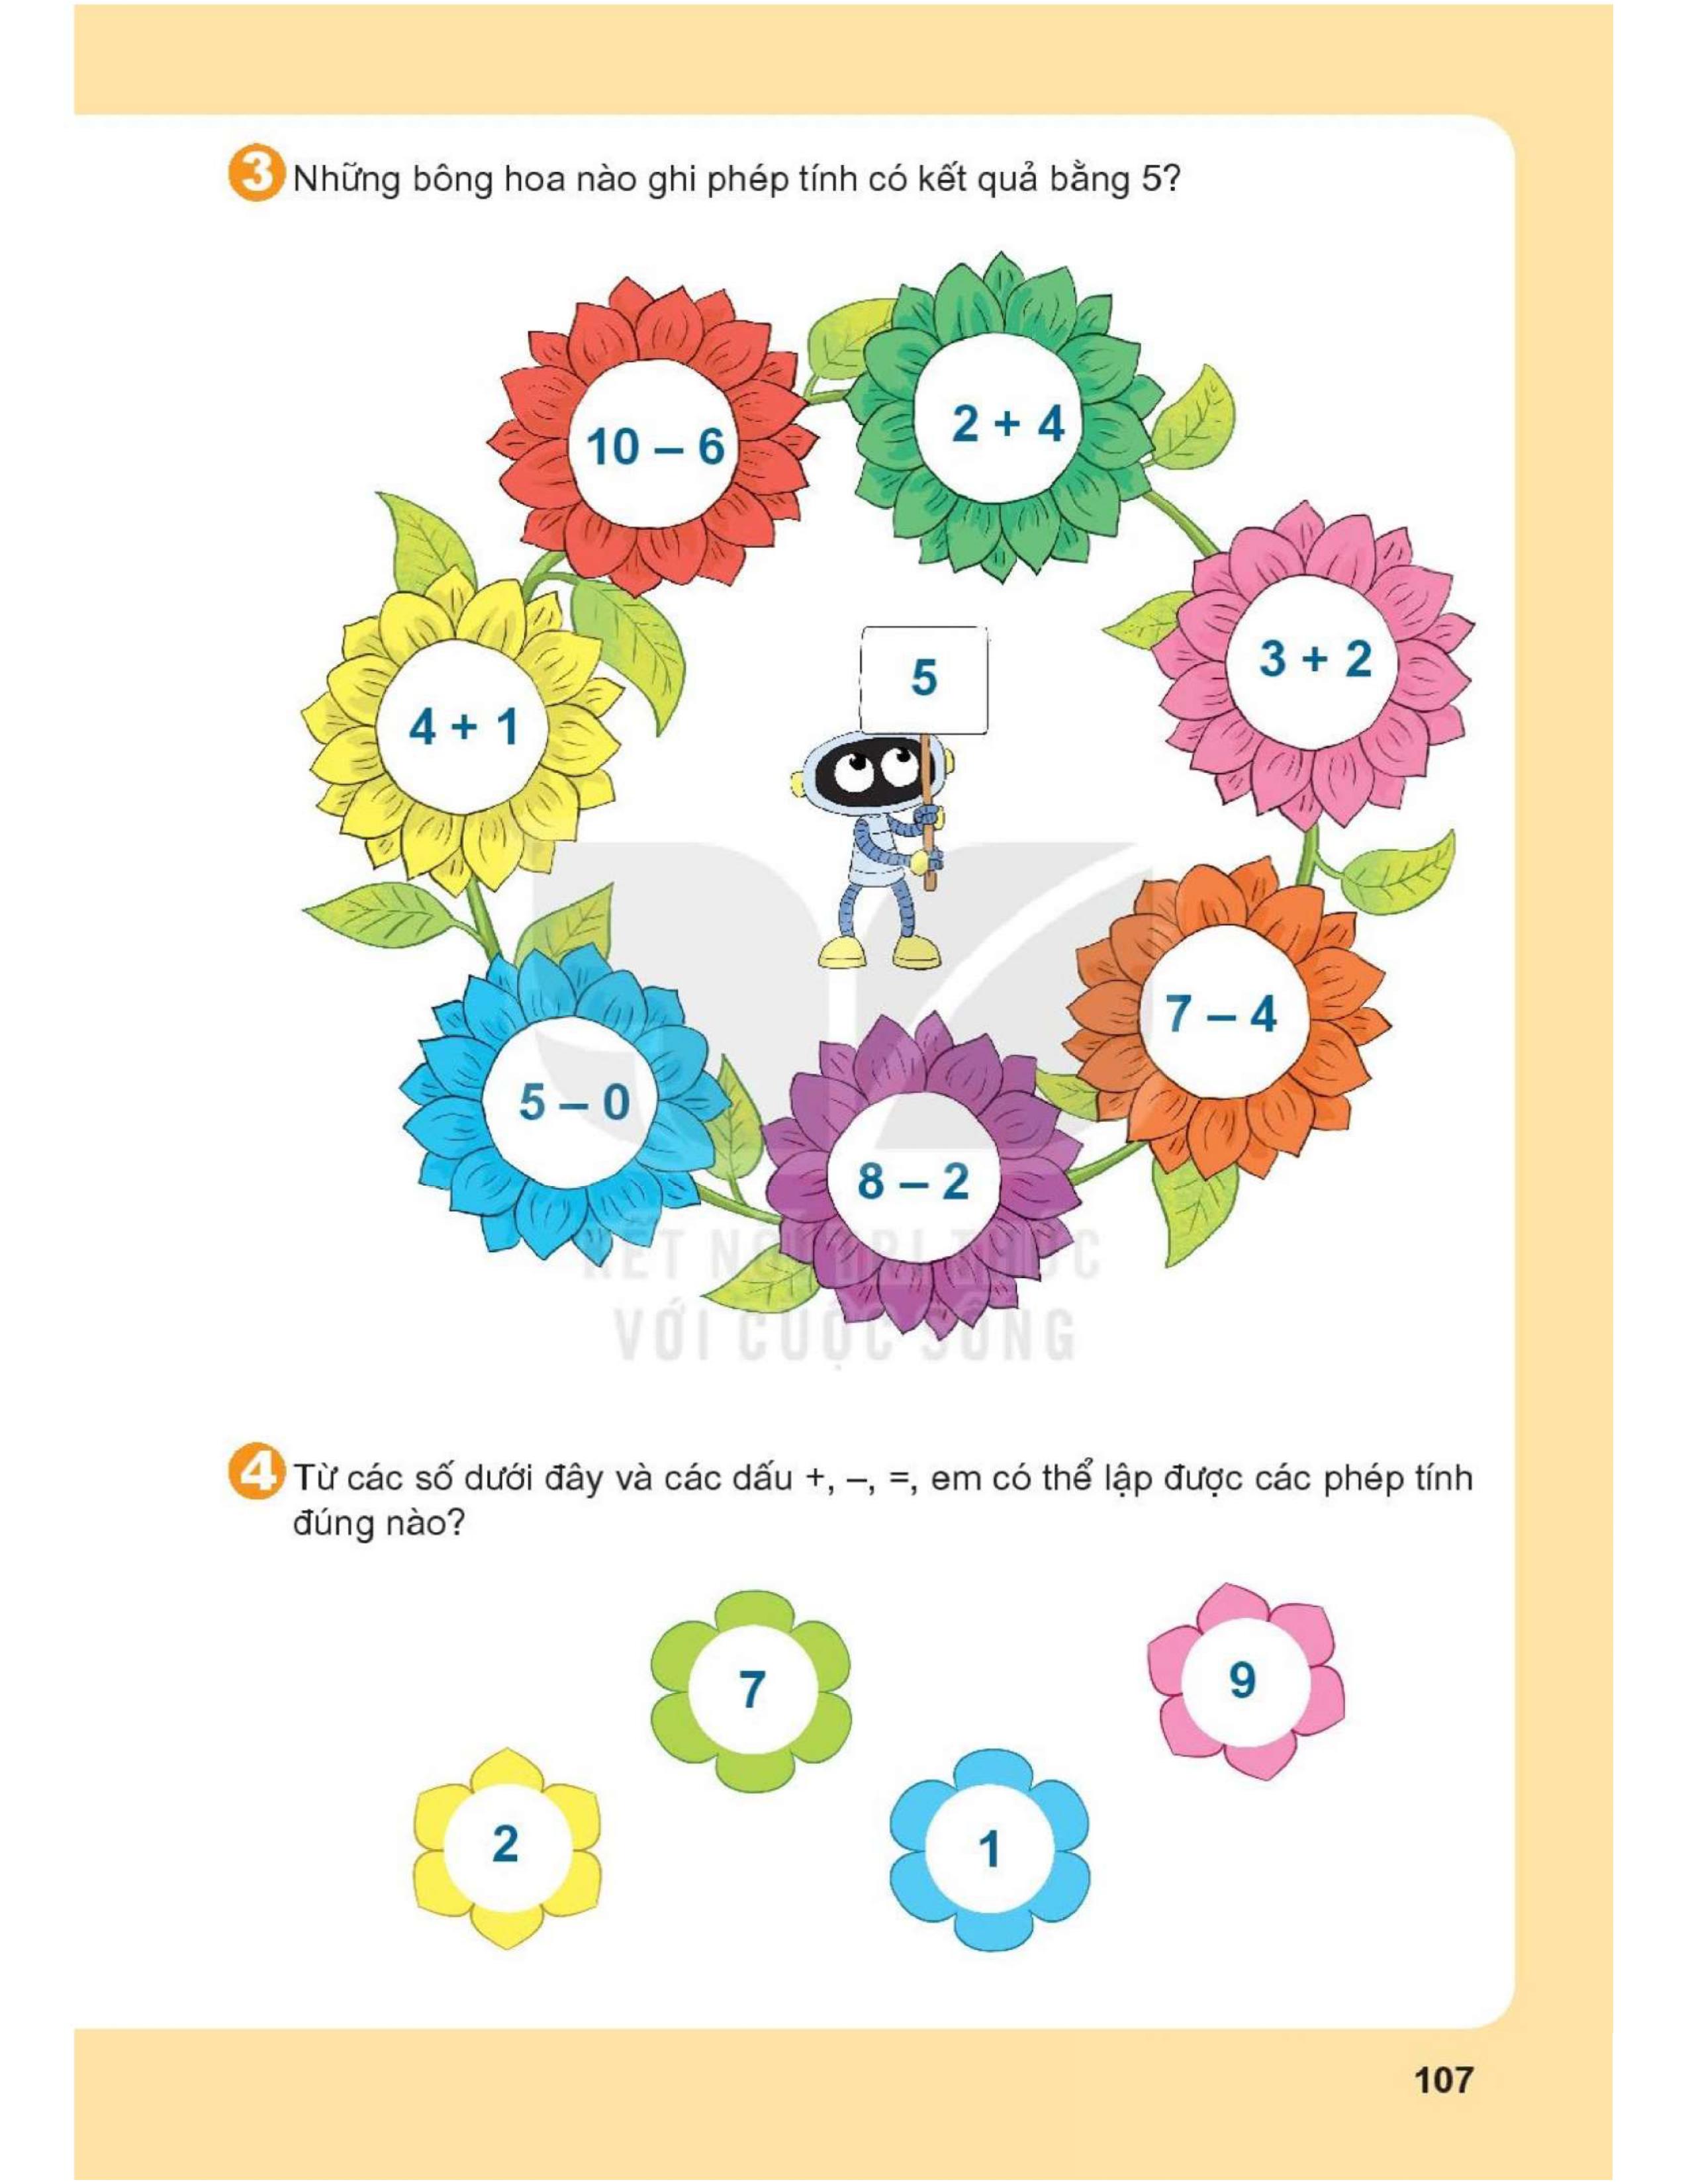 3 Những bông hoa nào ghi phép tính có kết quả bằng 5?
10 – 6
2 + 4
3 + 2
5
4 + 1
7 – 4
5 – 0
8 – 2
KẾT NỐI TRI THỨC
VỚI CUỘC SỐNG
4 Từ các số dưới đây và các dấu +, –, =, em có thể lập được các phép tính
đúng nào?
7
9
2
1
107